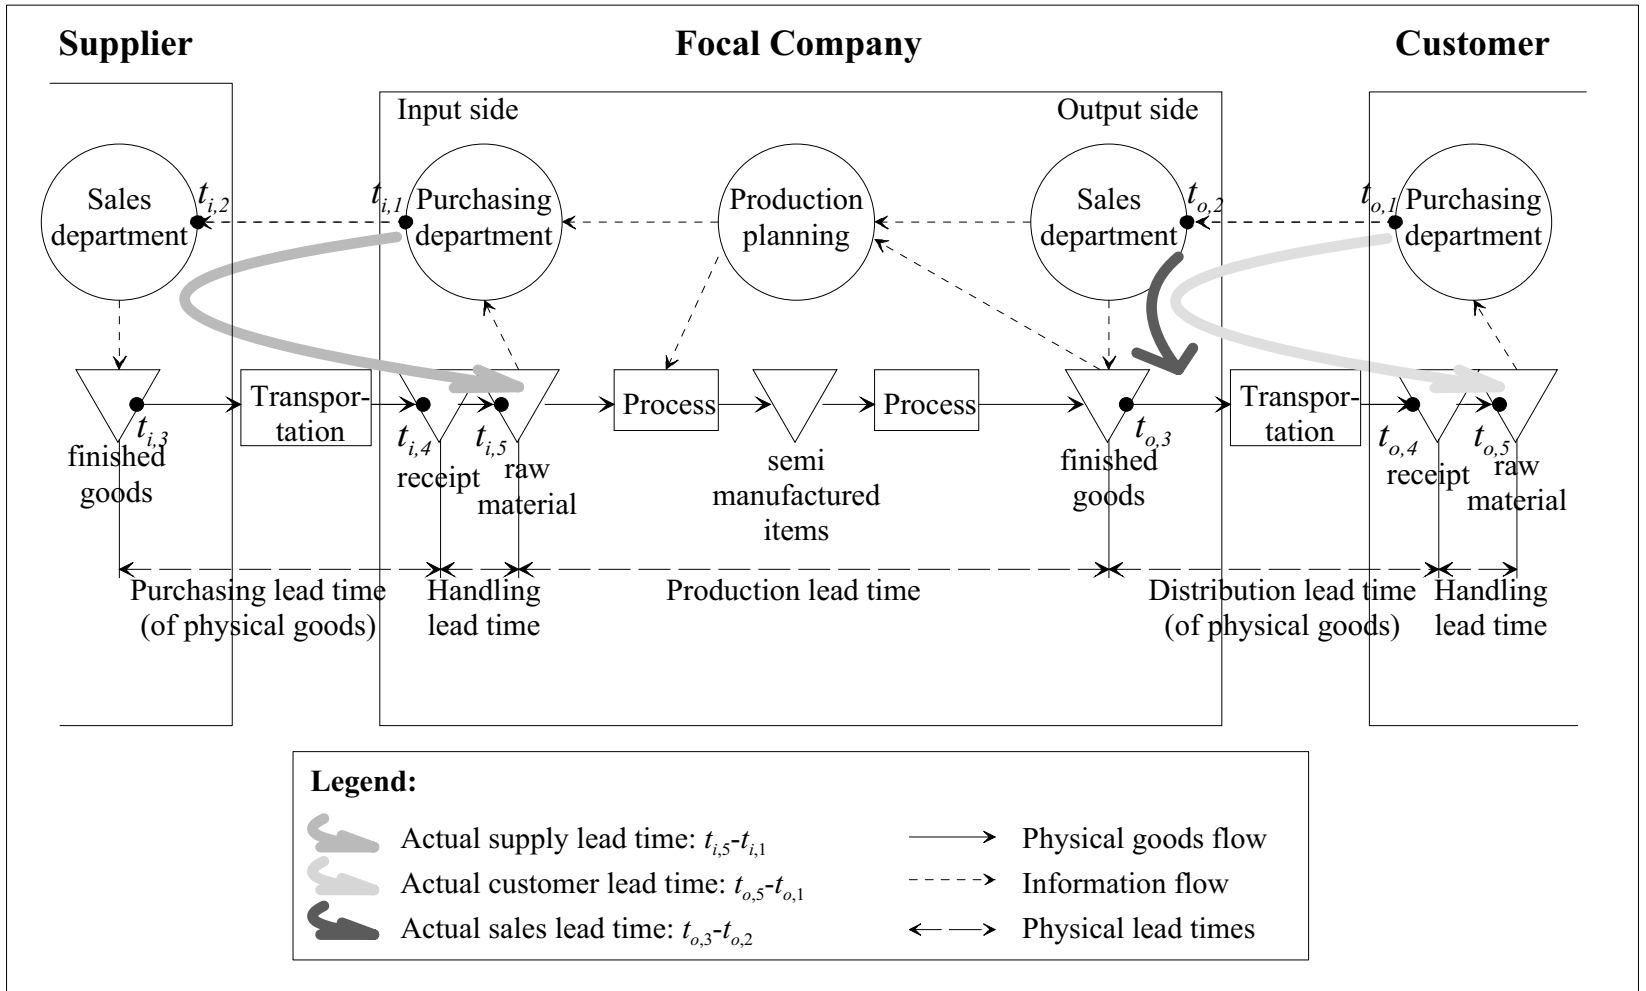 Supplier
Focal Company
Customer
Input side
Output side
Sales
department
t_{i,2}
t_{i,1}
Purchasing
department
Production
planning
Sales
department
t_{o,2}
t_{o,1}
Purchasing
department
t_{i,3}
finished
goods
Transpor-
tation
t_{i,4}
receipt
t_{i,5}
raw
material
Process
semi
manufactured
items
Process
t_{o,3}
finished
goods
Transpor-
tation
t_{o,4}
receipt
t_{o,5}
raw
material
Purchasing lead time
(of physical goods)
Handling
lead time
Production lead time
Distribution lead time
(of physical goods)
Handling
lead time
Legend:
Actual supply lead time: t_{i,5}-t_{i,1}
Actual customer lead time: t_{o,5}-t_{o,1}
Actual sales lead time: t_{o,3}-t_{o,2}
Physical goods flow
Information flow
Physical lead times